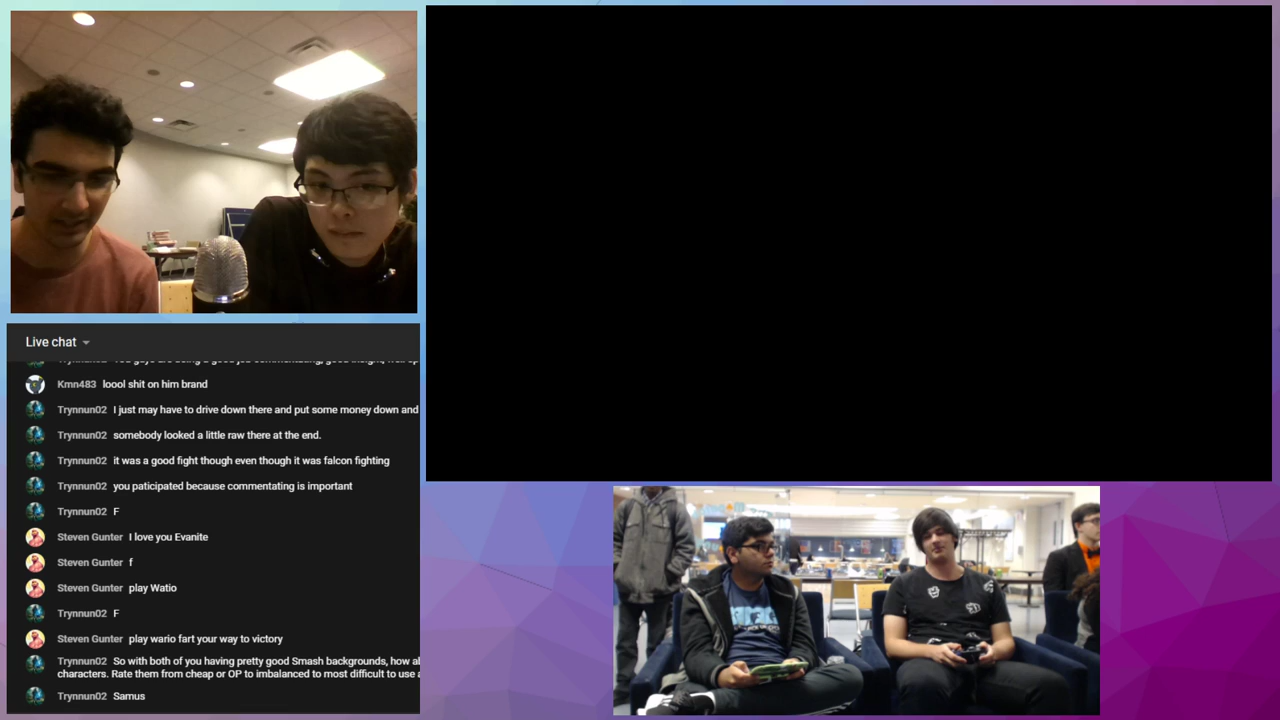 Live chat
Kmn483 loool shit on him brand
Trynnun02 I just may have to drive down there and put some money down and
Trynnun02 somebody looked a little raw there at the end.
Trynnun02 it was a good fight though even though it was falcon fighting
Trynnun02 you paticipated because commentating is important
Trynnun02 F
Steven Gunter I love you Evanite
Steven Gunter f
Steven Gunter play Watio
Trynnun02 F
Steven Gunter play wario fart your way to victory
Trynnun02 So with both of you having pretty good Smash backgrounds, how
characters. Rate them from cheap or OP to imbalanced to most difficult to use
Trynnun02 Samus